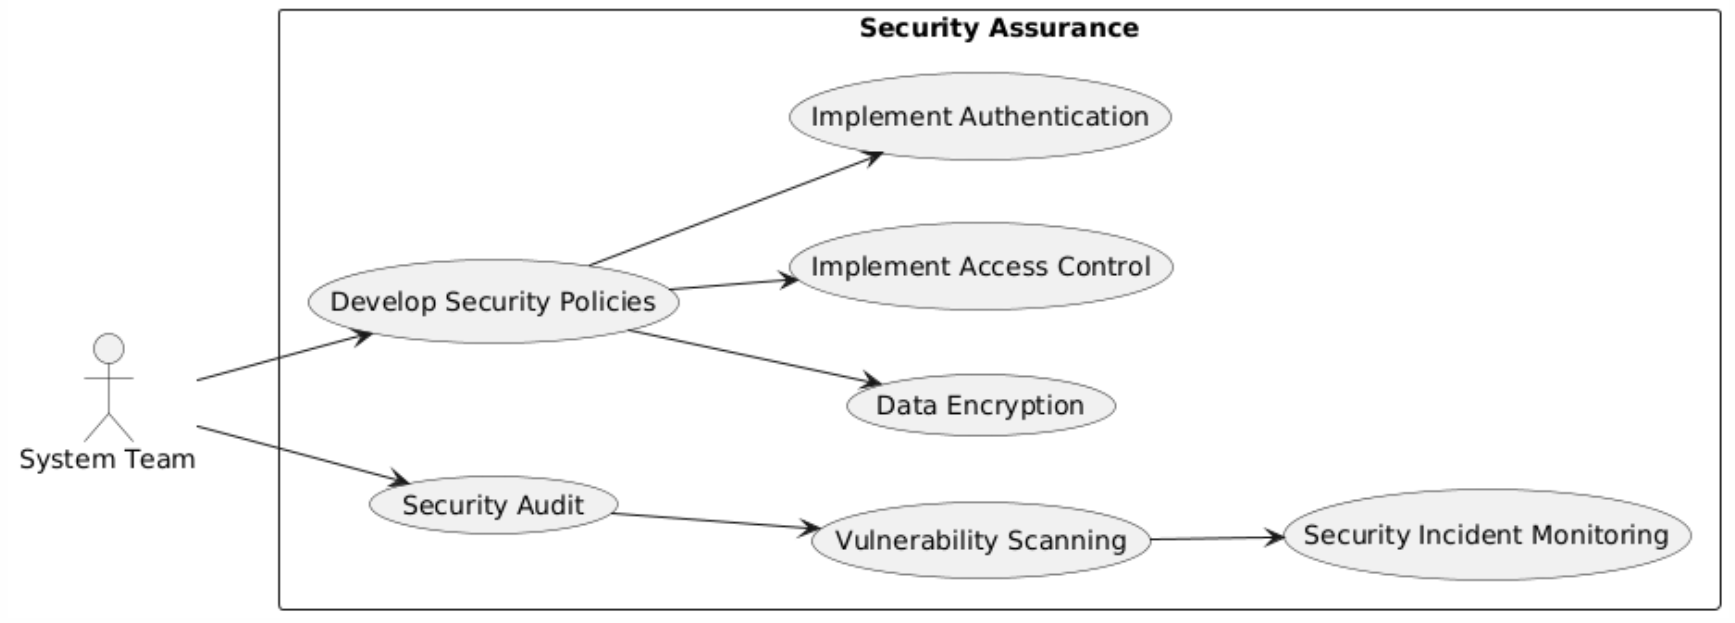 Security Assurance
Implement Authentication
Implement Access Control
Develop Security Policies
Data Encryption
System Team
Security Audit
Vulnerability Scanning
Security Incident Monitoring